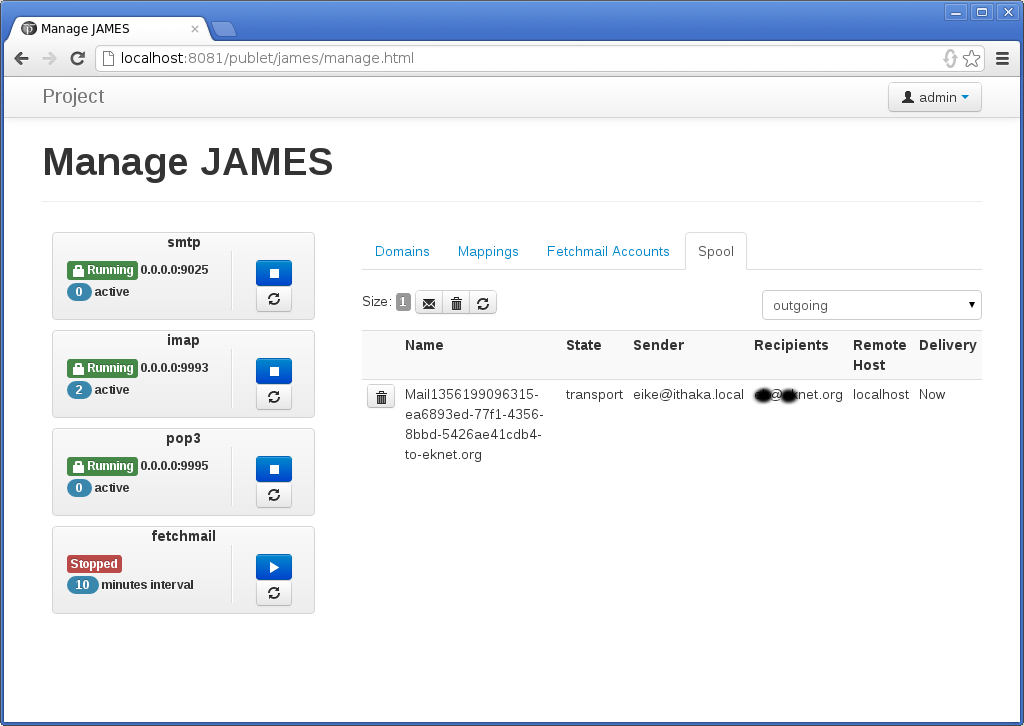 Manage JAMES
localhost:8081/publet/james/manage.html
Project
admin
Manage JAMES
smtp
Running 0.0.0.0:9025
0 active
imap
Running 0.0.0.0:9993
2 active
pop3
Running 0.0.0.0:9995
0 active
fetchmail
Stopped
10 minutes interval
Domains Mappings Fetchmail Accounts Spool
Size: 1 outgoing
Name State Sender Recipients Remote Host Delivery
Mail1356199096315- transport eike@ithaka.local net.org localhost Now
ea6893ed-77f1-4356-
8bbd-5426ae41cdb4-
to-eknet.org